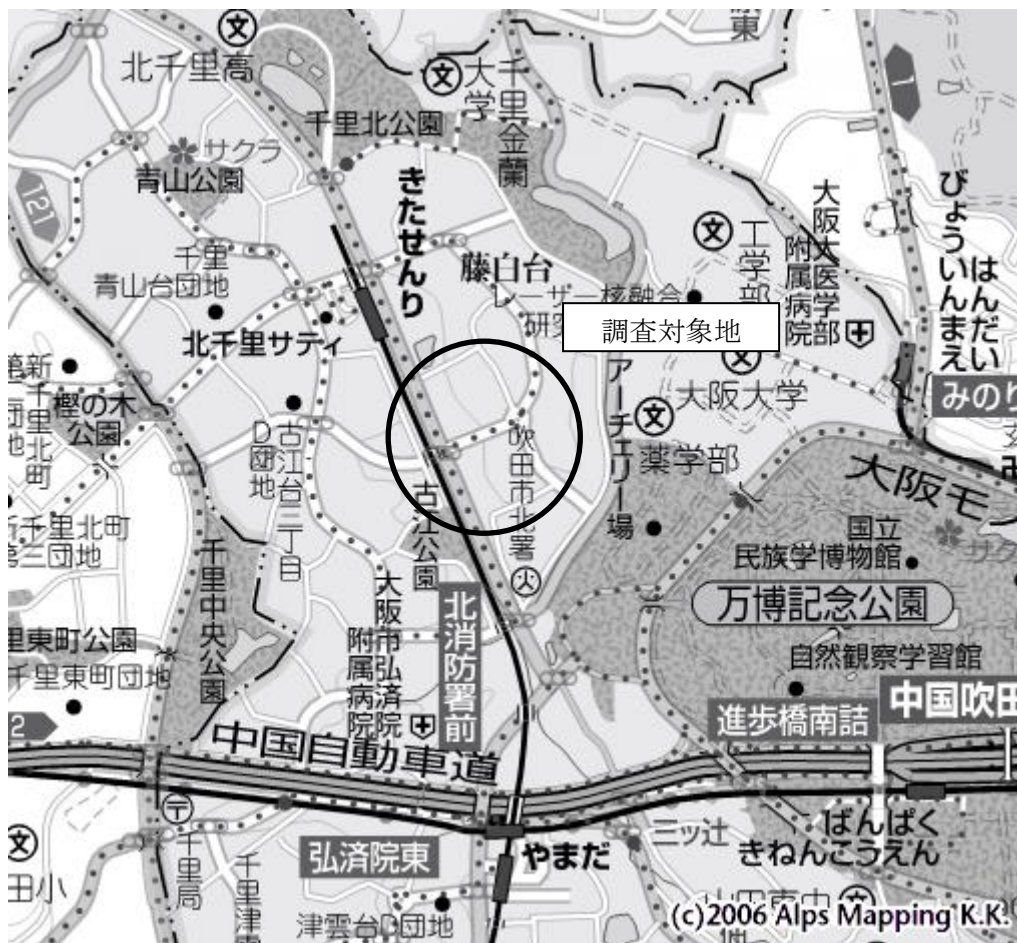 北千里高
千里北公園
大学
千里金蘭
サクラ
青山公園
121
きたせんり
藤白台
千里
青山台団地
レーザー核融合
研究
工学部
大阪大医学部
附属病院
びょういんまえ
はんだい
1
調査対象地
北千里サティ
大阪大学
みのり
千里北町
樫の木
公園
アーチェリー場
薬学部
大阪モ
古江台三丁目
D団地
吹田市北署
古江公園
国立
民族学博物館
サク
新千里北町
第三団地
万博記念公園
千里中央公園
大阪市弘済院
附属病院
北消防署前
自然観察学習館
里東町公園
千里東町団地
中国吹田
進歩橋南詰
2
中国自動車道
千里局
弘済院東
やまだ
三ッ辻
ばんぱく
きねんこうえん
田小
千里津
津雲台D団地
(c)2006 Alps Mapping K.K.